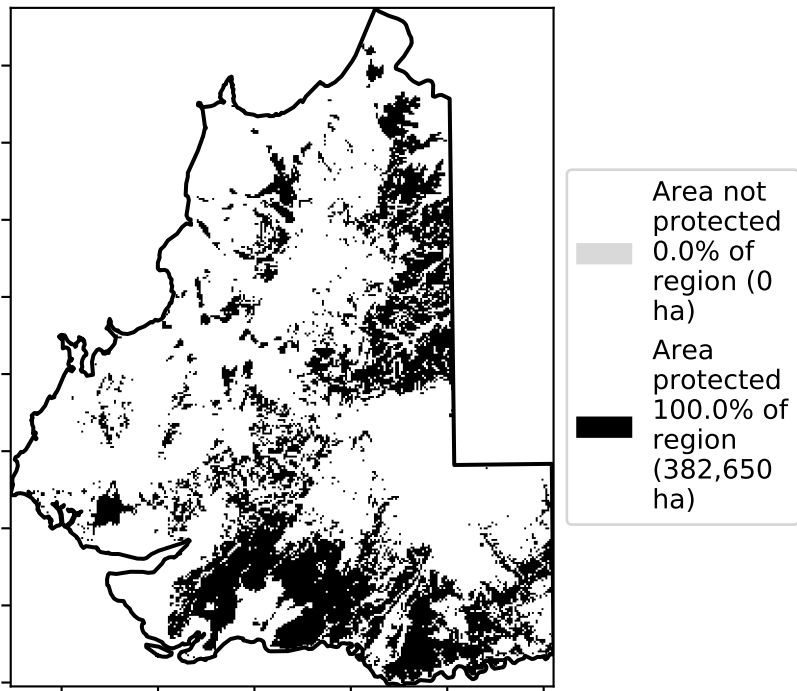 Area not
protected
0.0% of
region (0
ha)
Area
protected
100.0% of
region
(382,650
ha)